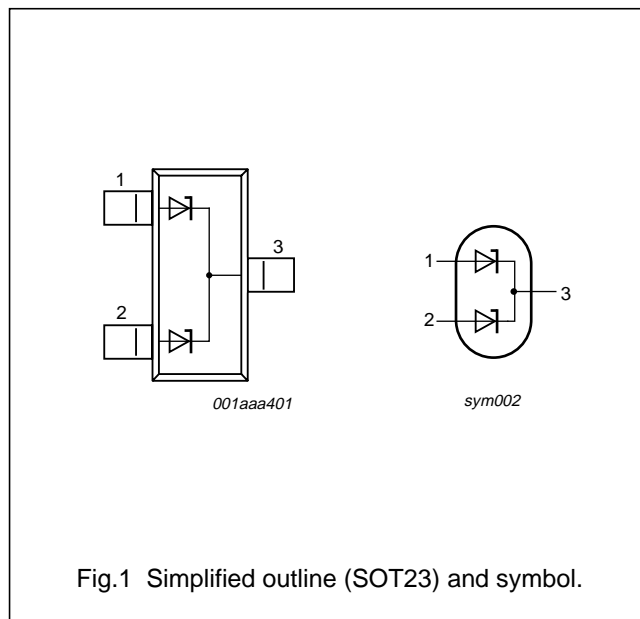 1
3
2
001aaa401
1
3
2
sym002
Fig.1 Simplified outline (SOT23) and symbol.